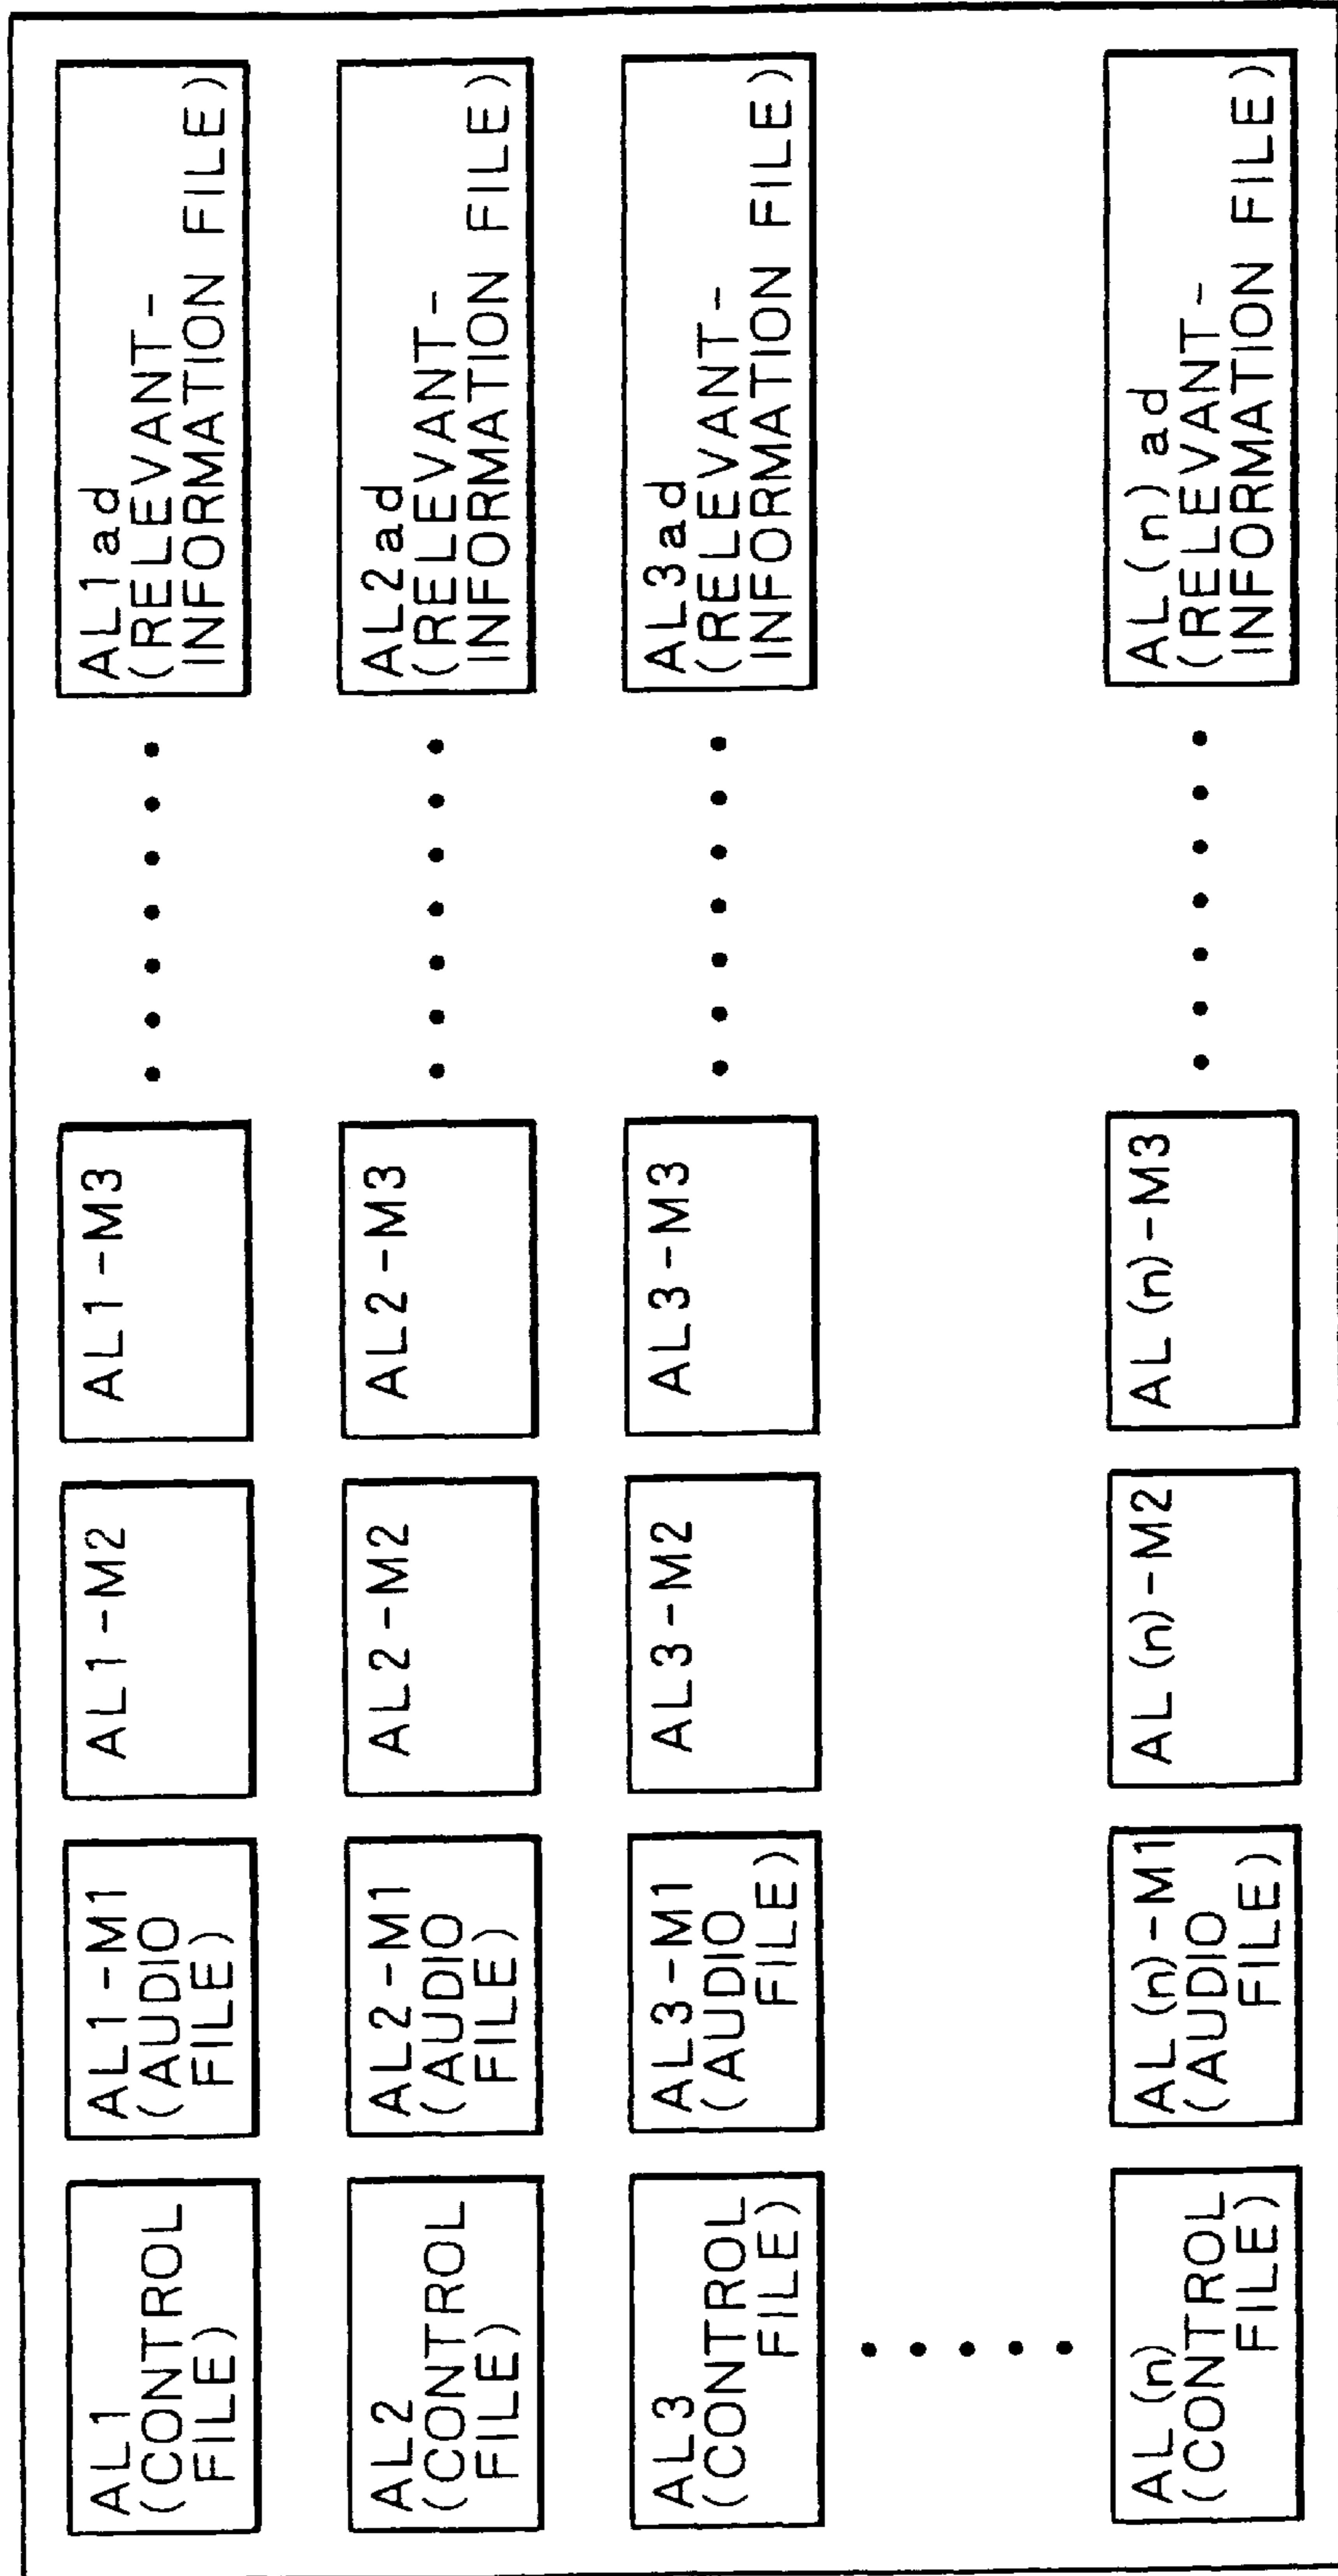 AL1
(CONTROL
FILE)
AL1-M1
(AUDIO
FILE)
AL1-M2
AL1-M3
AL1ad
(RELEVANT-
INFORMATION FILE)
AL2
(CONTROL
FILE)
AL2-M1
(AUDIO
FILE)
AL2-M2
AL2-M3
AL2ad
(RELEVANT-
INFORMATION FILE)
AL3
(CONTROL
FILE)
AL3-M1
(AUDIO
FILE)
AL3-M2
AL3-M3
AL3ad
(RELEVANT-
INFORMATION FILE)
AL(n)
(CONTROL
FILE)
AL(n)-M1
(AUDIO
FILE)
AL(n)-M2
AL(n)-M3
AL(n)ad
(RELEVANT-
INFORMATION FILE)